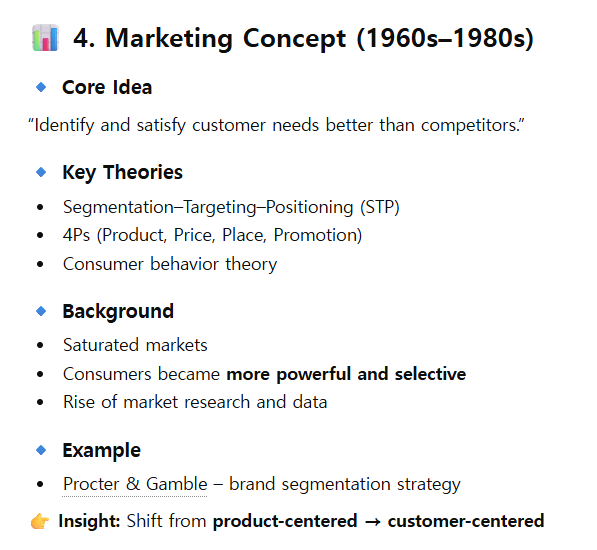 📊 4. Marketing Concept (1960s–1980s)
🔹 Core Idea
“Identify and satisfy customer needs better than competitors.”
🔹 Key Theories
• Segmentation–Targeting–Positioning (STP)
• 4Ps (Product, Price, Place, Promotion)
• Consumer behavior theory
🔹 Background
• Saturated markets
• Consumers became more powerful and selective
• Rise of market research and data
🔹 Example
• Procter & Gamble – brand segmentation strategy
👉 Insight: Shift from product-centered → customer-centered